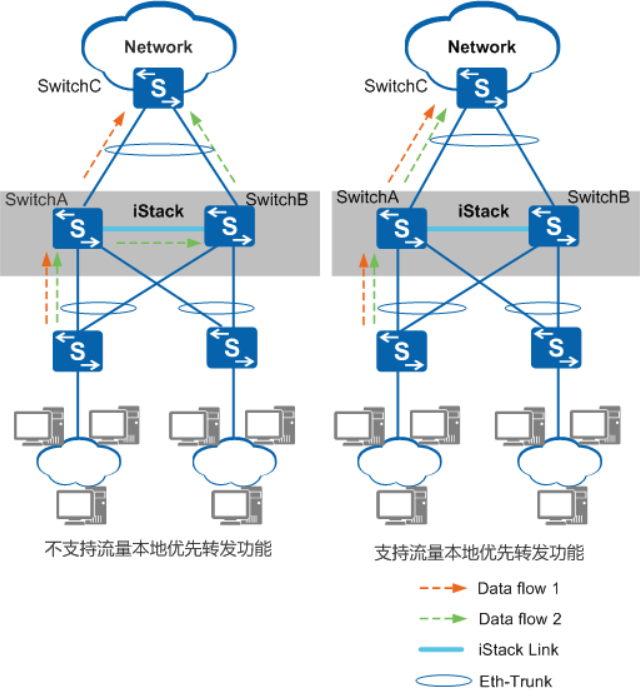 Network
Network
SwitchC
SwitchC
S
S
SwitchA
iStack
SwitchB
SwitchA
iStack
SwitchB
S
S
S
S
S
S
S
S
不支持流量本地优先转发功能
支持流量本地优先转发功能
Data flow 1
Data flow 2
iStack Link
Eth-Trunk